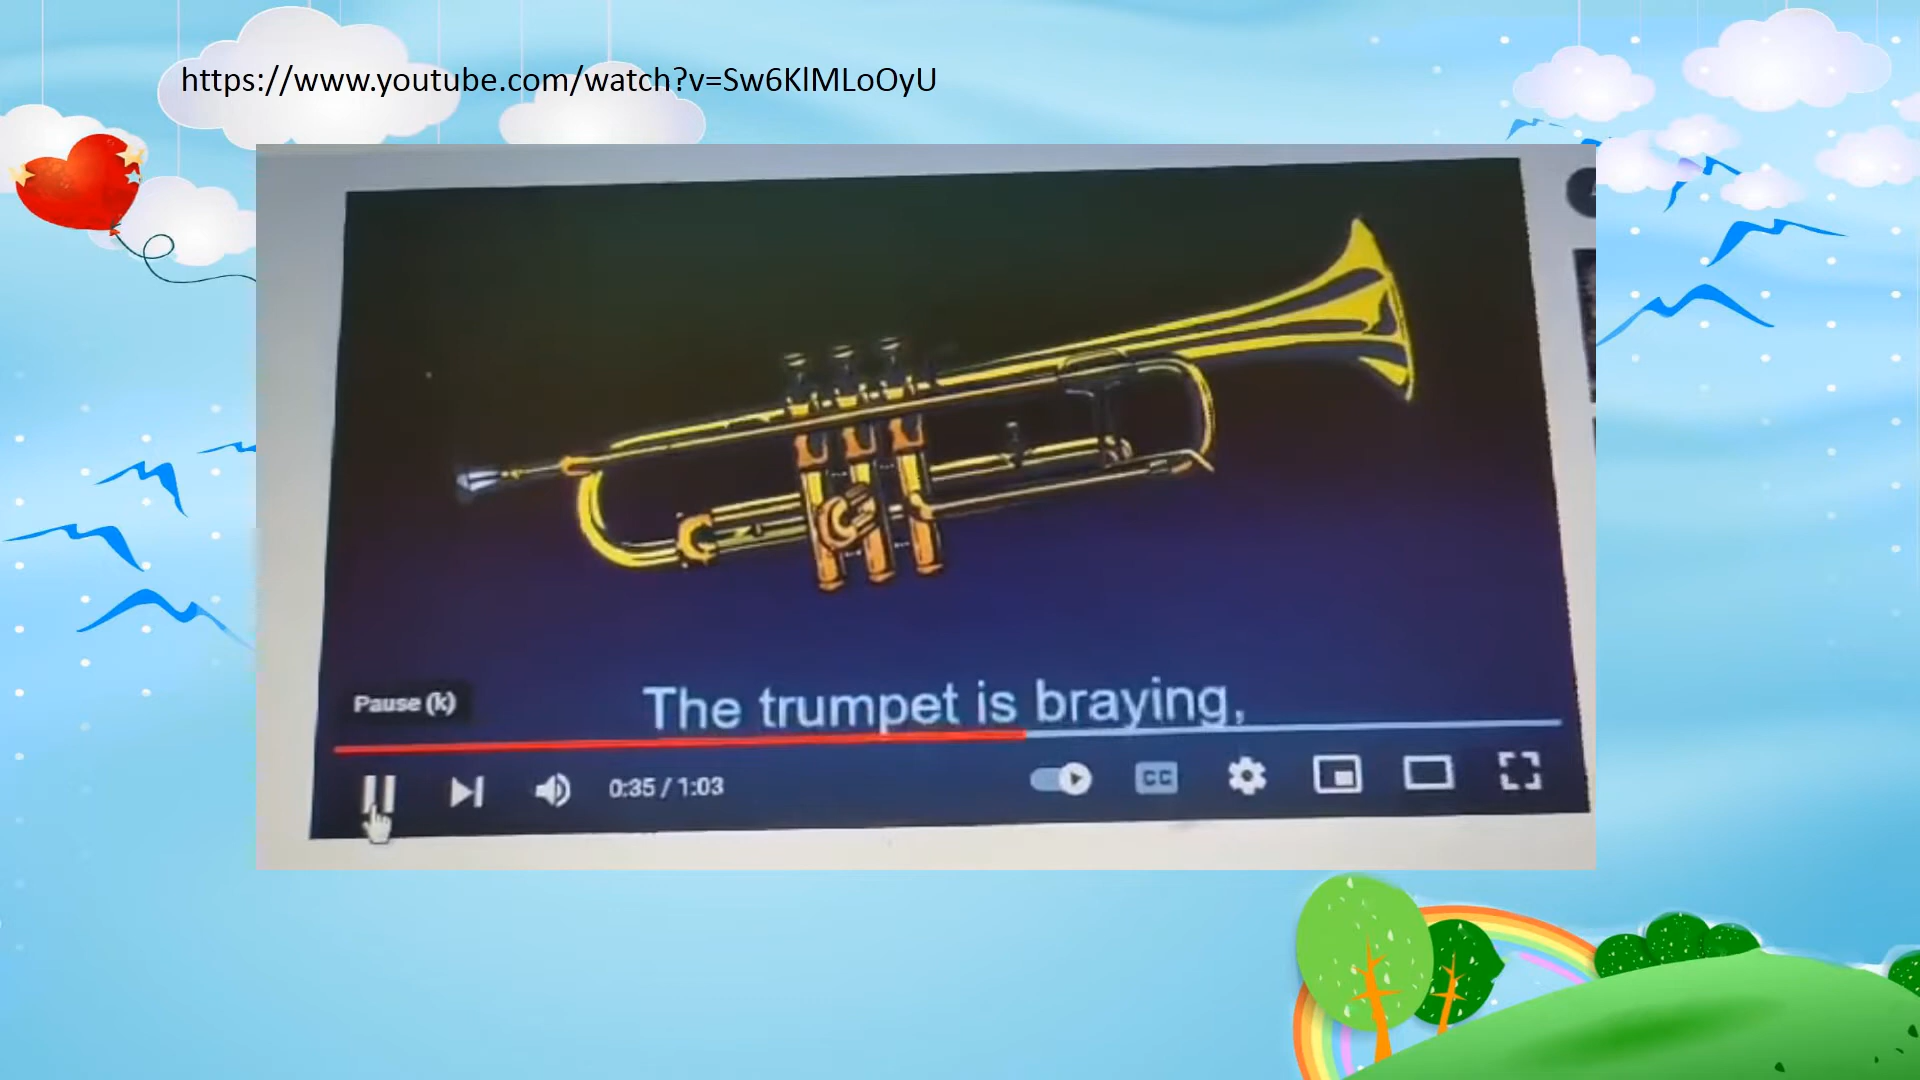 https://www.youtube.com/watch?v=Sw6KlMLoOyU
The trumpet is braying,
Pause (k)
0:35 / 1:03
CC